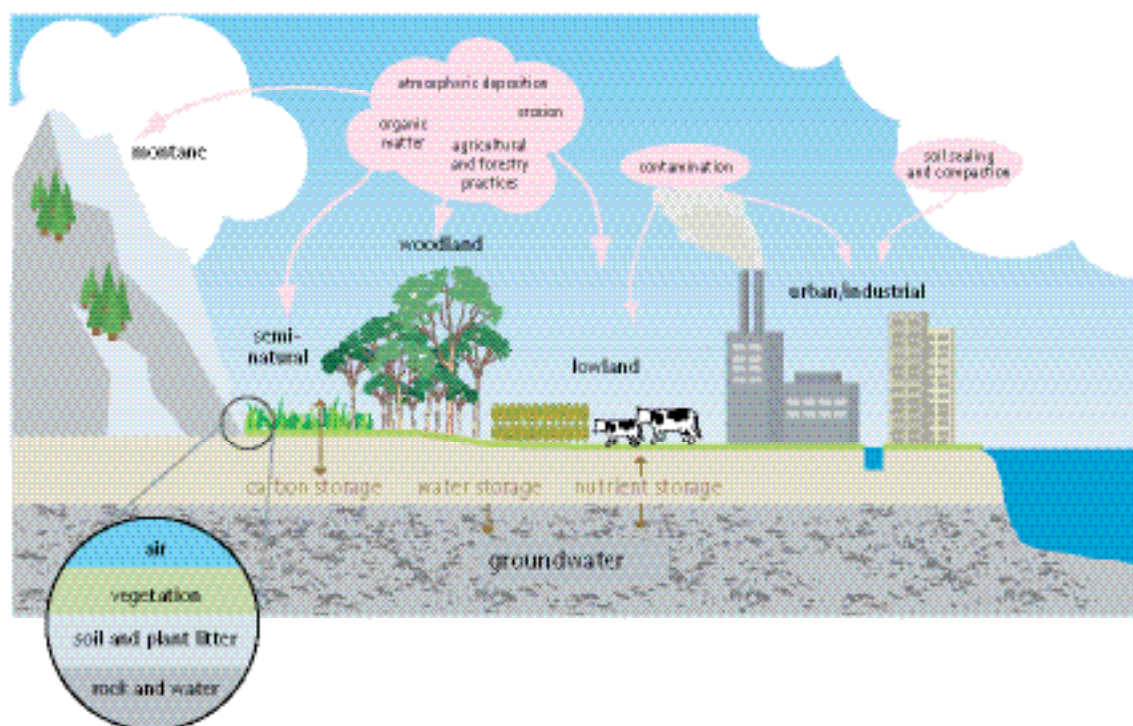 atmospheric deposition
erosion
organic
matter
agricultural
and forestry
practices
montane
contamination
soil sealing
and compaction
woodland
urban/industrial
semi-
natural
lowland
carbon storage
water storage
nutrient storage
groundwater
air
vegetation
soil and plant litter
rock and water